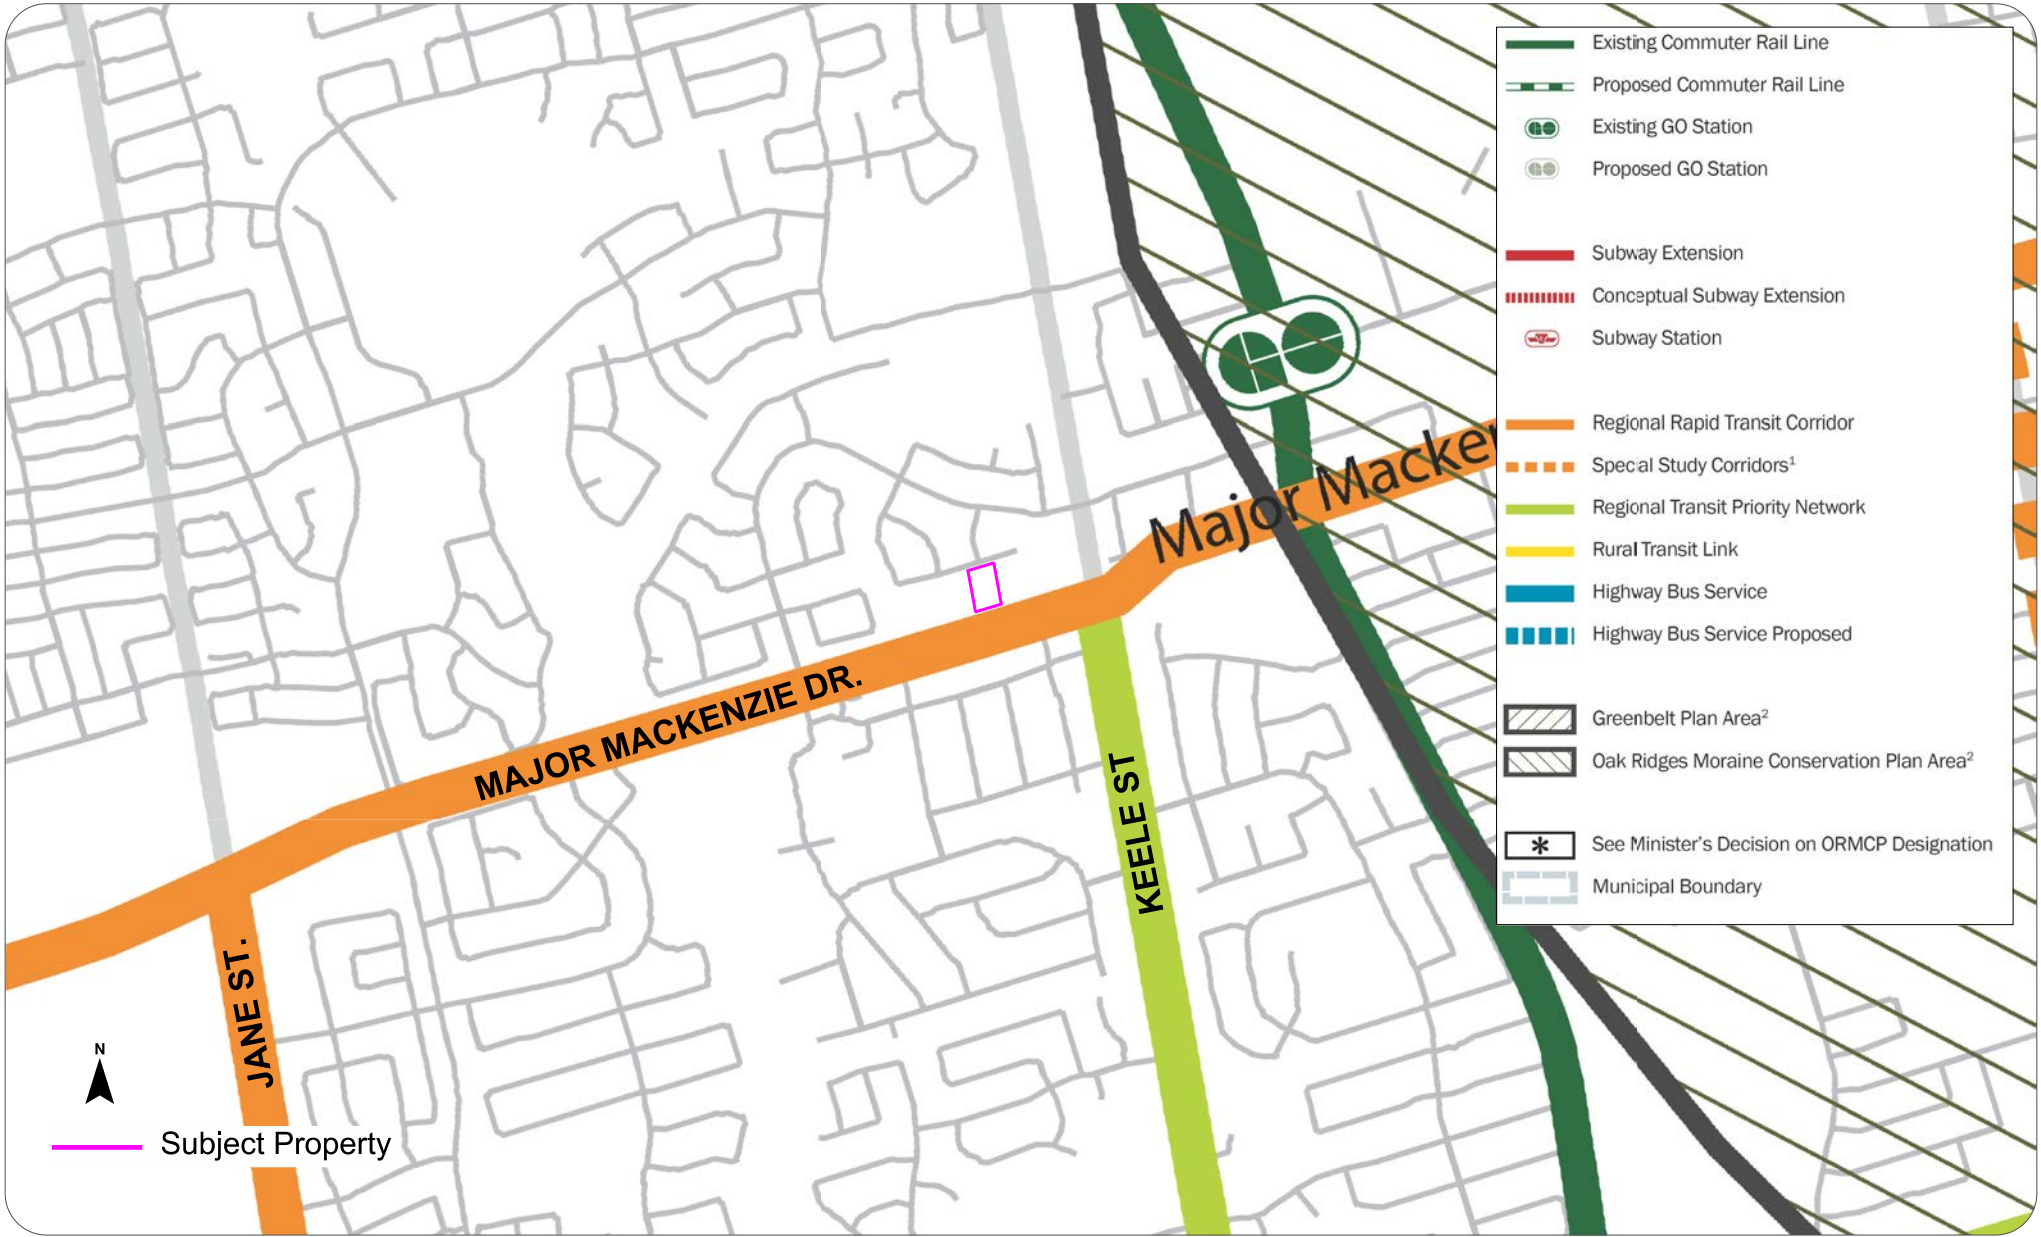 Existing Commuter Rail Line
Proposed Commuter Rail Line
Existing GO Station
Proposed GO Station
Subway Extension
Conceptual Subway Extension
Subway Station
Regional Rapid Transit Corridor
Special Study Corridors¹
Regional Transit Priority Network
Rural Transit Link
Highway Bus Service
Highway Bus Service Proposed
Greenbelt Plan Area²
Oak Ridges Moraine Conservation Plan Area²
* See Minister's Decision on ORMCP Designation
Municipal Boundary
Major Macken
MAJOR MACKENZIE DR.
KEELE ST
JANE ST.
N
Subject Property